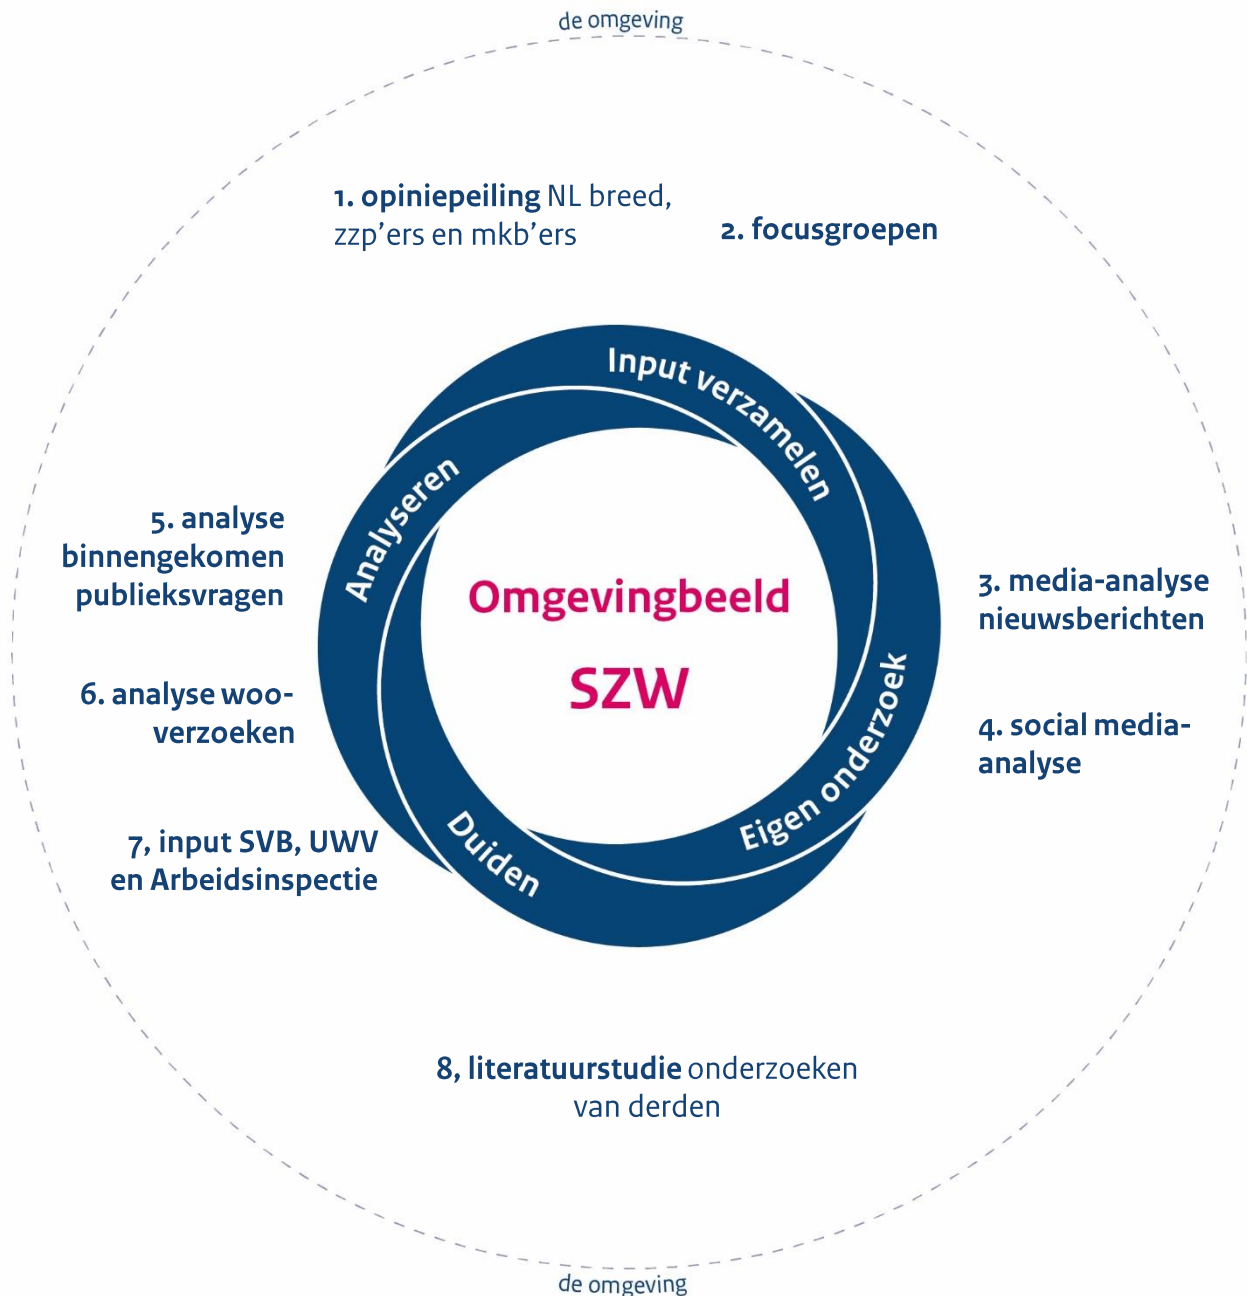 de omgeving
1. opiniepeiling NL breed,
zzp'ers en mkb'ers
2. focusgroepen
Input verzamelen
Analyseren
5. analyse
binnengekomen
publieksvragen
Omgevingbeeld
SZW
3. media-analyse
nieuwsberichten
6. analyse woo-
verzoeken
Eigen onderzoek
4. social media-
analyse
7, input SVB, UWV
en Arbeidsinspectie
Duiden
8, literatuurstudie onderzoeken
van derden
de omgeving